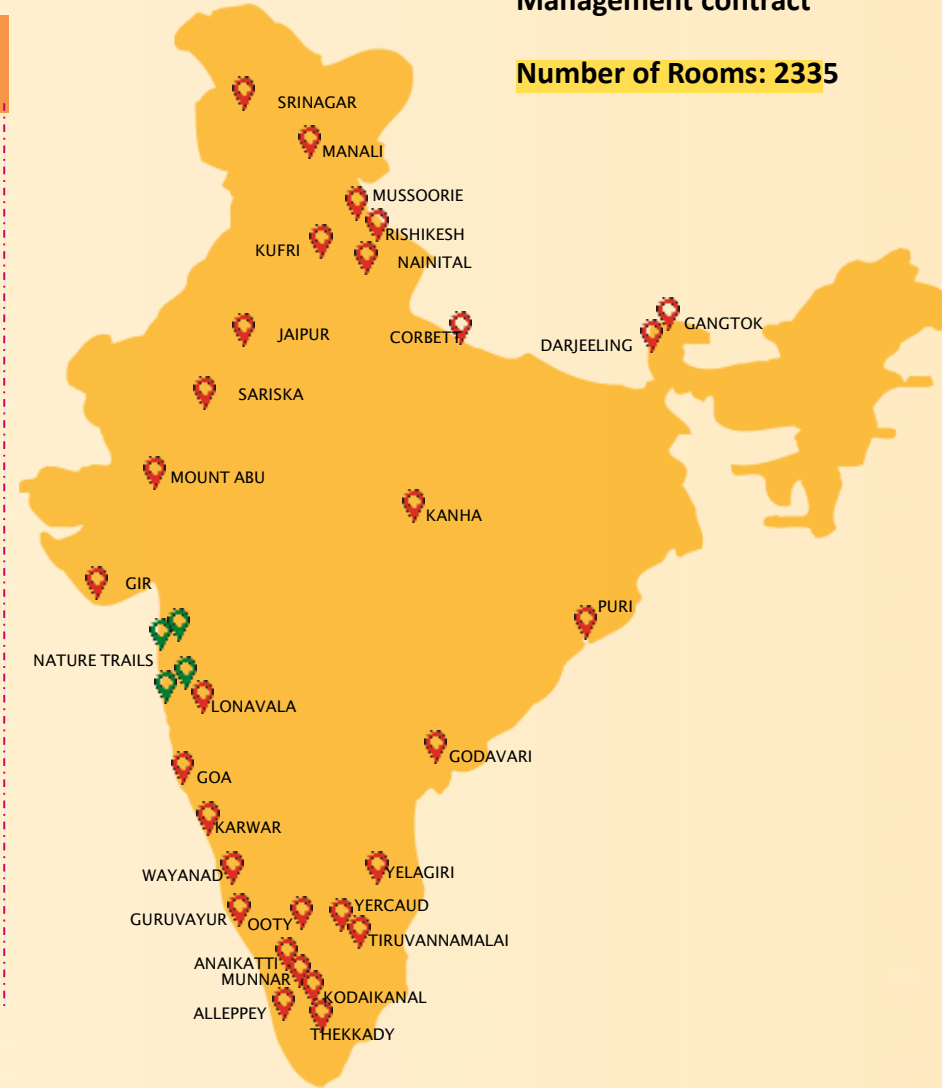 Management contract
Number of Rooms: 2335
SRINAGAR
MANALI
MUSSOORIE
RISHIKESH
KUFRI
NAINITAL
GANGTOK
JAIPUR
CORBETT
DARJEELING
SARISKA
MOUNT ABU
KANHA
GIR
PURI
NATURE TRAILS
LONAVALA
GODAVARI
GOA
KARWAR
WAYANAD
YELAGIRI
YERCAUD
GURUVAYUR
OOTY
TIRUVANNAMALAI
ANAIKATTI
MUNNAR
KODAIKANAL
ALLEPPEY
THEKKADY